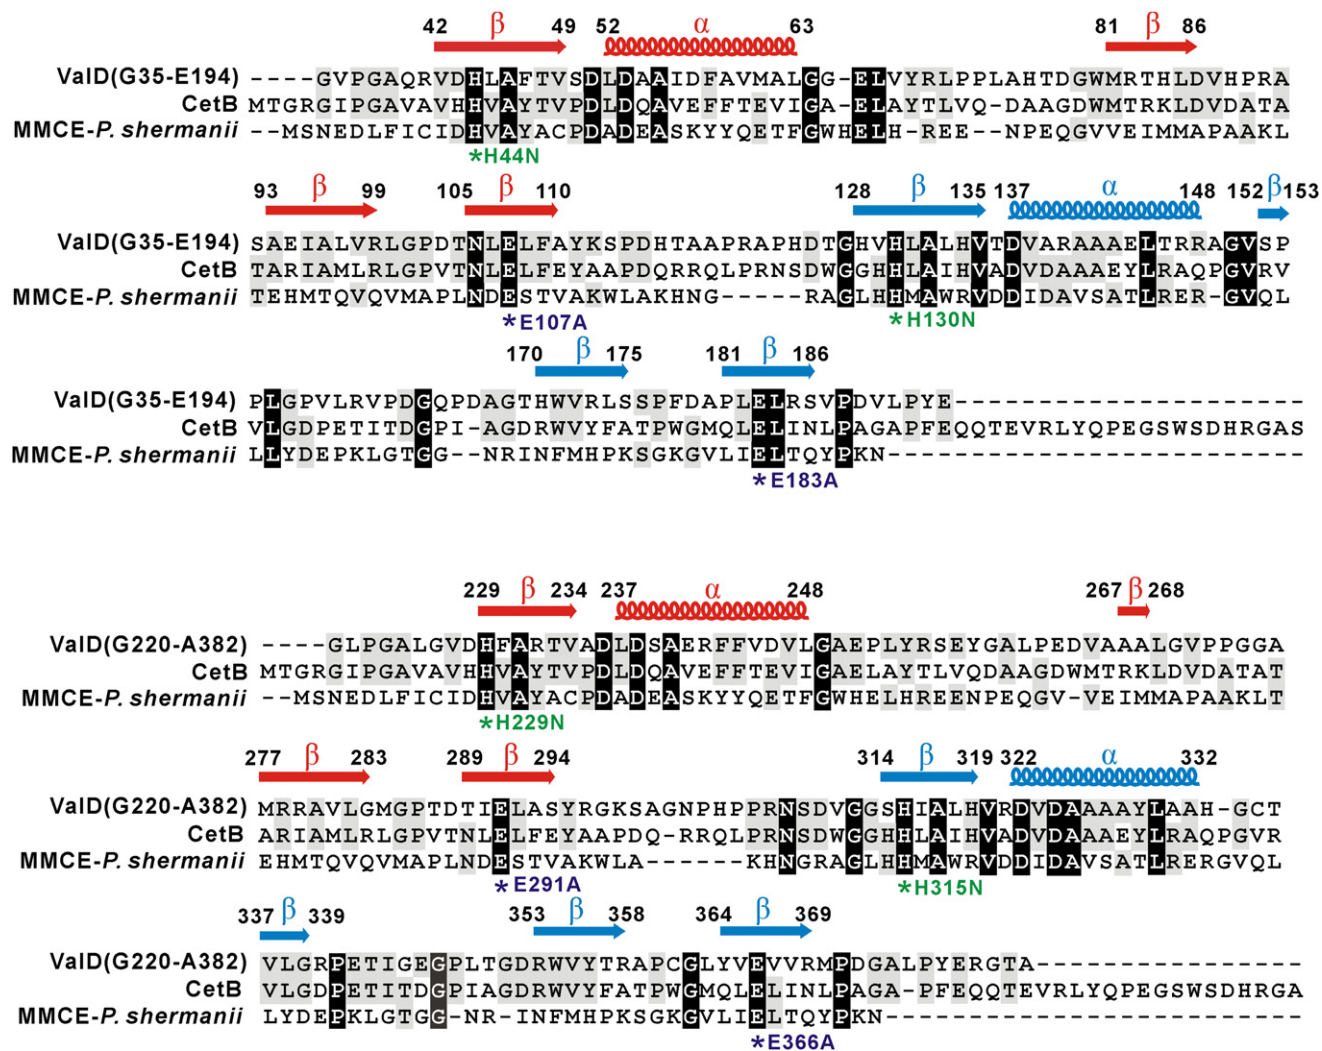 42 β 49 52 α 63 81 β 86
ValD(G35-E194) ----GVPGAQRVDHLAFTVSDLDAAIDFAVMALGG-ELVYRLPPLAHTDGWMRTHLDVHPRA
CetB MTGRGIPGAVAVHHVAYTVPDLDQAVEFFTEVIGA-ELAYTLVQ-DAAGDWMTRKLDVDATA
MMCE-P. shermanii --MSNEDLFICIDHVAYACPDADEASKYYQETFGWHELH-REE--NPEQGVVEIMMAPAAKL
*H44N
93 β 99 105 β 110 128 β 135 137 α 148 152 β 153
ValD(G35-E194) SAEIALVRLGPDTNLELFAYKSPDHTAAPRAPHDTGHVHLALHVTDVARAAAELTRRAGVSP
CetB TARIAMLRLGPVTNLELFEYAAPDQRRQLPRNSDWGGHHLAIHVADVDAAAEYLRAQPGVRV
MMCE-P. shermanii TEHMTQVQVMAPLNDESTVAKWLAKHNG-----RAGLHHMAWRVDDIDAVSATLRER-GVQL
*E107A *H130N
170 β 175 181 β 186
ValD(G35-E194) PLGPVLRVPDGQPDAGTHWVRLSSPFDAPLELRSVPDVLPYE---------------------
CetB VLGDPETITDGPI-AGDRWVYFATPWGMQLELINLPAGAPFEQQTEVRLYQPEGSWSDHRGAS
MMCE-P. shermanii LLYDEPKLGTGG--NRINFMHPKSGKGVLIELTQYPKN-------------------------
*E183A
229 β 234 237 α 248 267 β 268
ValD(G220-A382) ----GLPGALGVDHFARTVADLDSAERFFVDVLGAEPLYRSEYGALPEDVAAALGVPPGGA
CetB MTGRGIPGAVAVHHVAYTVPDLDQAVEFFTEVIGAELAYTLVQDAAGDWMTRKLDVDATAT
MMCE-P. shermanii --MSNEDLFICIDHVAYACPDADEASKYYQETFGWHELHREENPEQGV-VEIMMAPAAKLT
*H229N
277 β 283 289 β 294 314 β 319 322 α 332
ValD(G220-A382) MRRAVLGMGPTDTIELASYRGKSAGNPHPPRNSDVGGSHIALHVRDVDAAAAYLAAH-GCT
CetB ARIAMLRLGPVTNLELFEYAAPDQ-RRQLPRNSDWGGHHLAIHVADVDAAAEYLRAQPGVR
MMCE-P. shermanii EHMTQVQVMAPLNDESTVAKWLA------KHNGRAGLHHMAWRVDDIDAVSATLRERGVQL
*E291A *H315N
337 β 339 353 β 358 364 β 369
ValD(G220-A382) VLGRPETIGEGPLTGDRWVYTRAPCGLYVEVVRMPDGALPYERGTA----------------
CetB VLGDPETITDGPIAGDRWVYFATPWGMQLELINLPAGA-PFEQQTEVRLYQPEGSWSDHRGA
MMCE-P. shermanii LYDEPKLGTGG-NR-INFMHPKSGKGVLIELTQYPKN-------------------------
*E366A